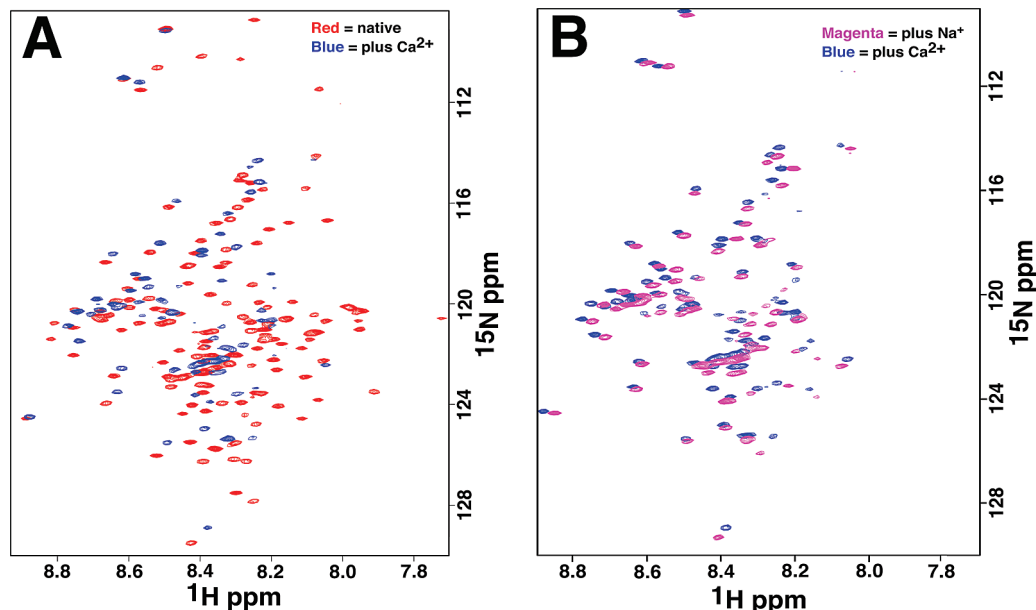 A
Red = native
Blue = plus Ca2+
112
116
120
124
128
15N ppm
8.8
8.6
8.4
8.2
8.0
7.8
1H ppm
B
Magenta = plus Na+
Blue = plus Ca2+
112
116
120
124
128
15N ppm
8.8
8.6
8.4
8.2
8.0
7.8
1H ppm